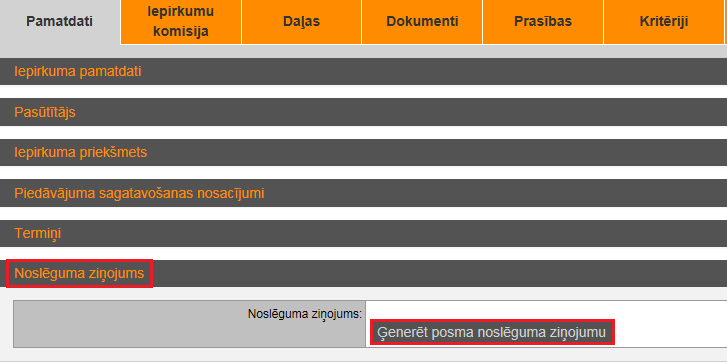 Pamatdati
Iepirkumu
komisija
Daļas
Dokumenti
Prasības
Kritēriji
Iepirkuma pamatdati
Pasūtītājs
Iepirkuma priekšmets
Piedāvājuma sagatavošanas nosacījumi
Termiņi
Noslēguma ziņojums
Noslēguma ziņojums:
Ģenerēt posma noslēguma ziņojumu